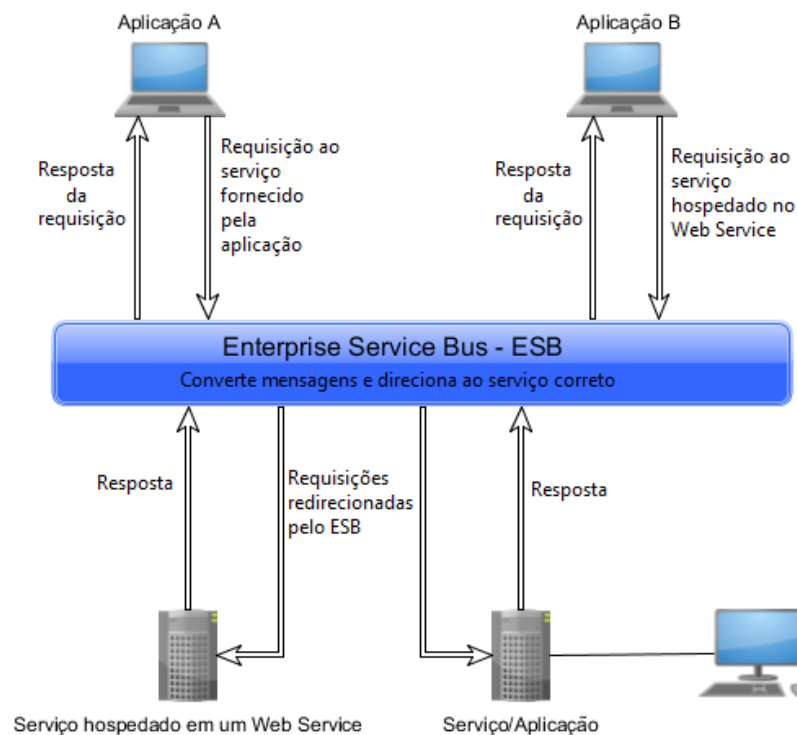 Aplicação A
Aplicação B
Resposta
da
requisição
Requisição ao
serviço
fornecido
pela
aplicação
Resposta
da
requisição
Requisição ao
serviço
hospedado no
Web Service
Enterprise Service Bus - ESB
Converte mensagens e direciona ao serviço correto
Resposta
Requisições
redirecionadas
pelo ESB
Resposta
Serviço hospedado em um Web Service
Serviço/Aplicação